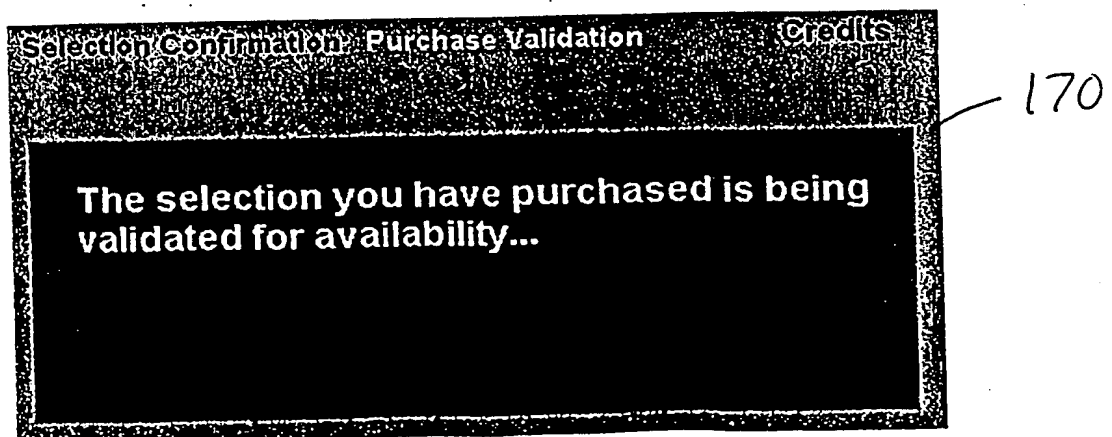 Selection Confirmation: Purchase Validation Credits
170
The selection you have purchased is being
validated for availability...